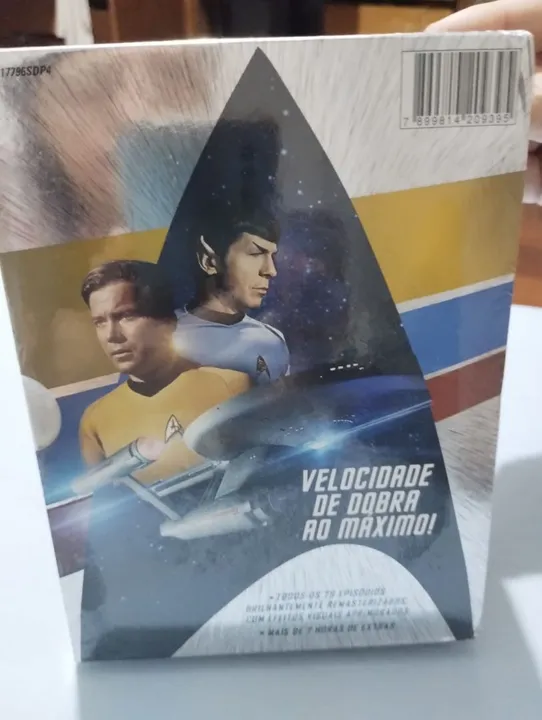 17796SDP4
7 899814 209395
VELOCIDADE
DE DOBRA
AO MÁXIMO!
• TODOS OS 79 EPISÓDIOS
BRILHANTEMENTE REMASTERIZADOS
COM EFEITOS VISUAIS APRIMORADOS
• MAIS DE 7 HORAS DE EXTRAS